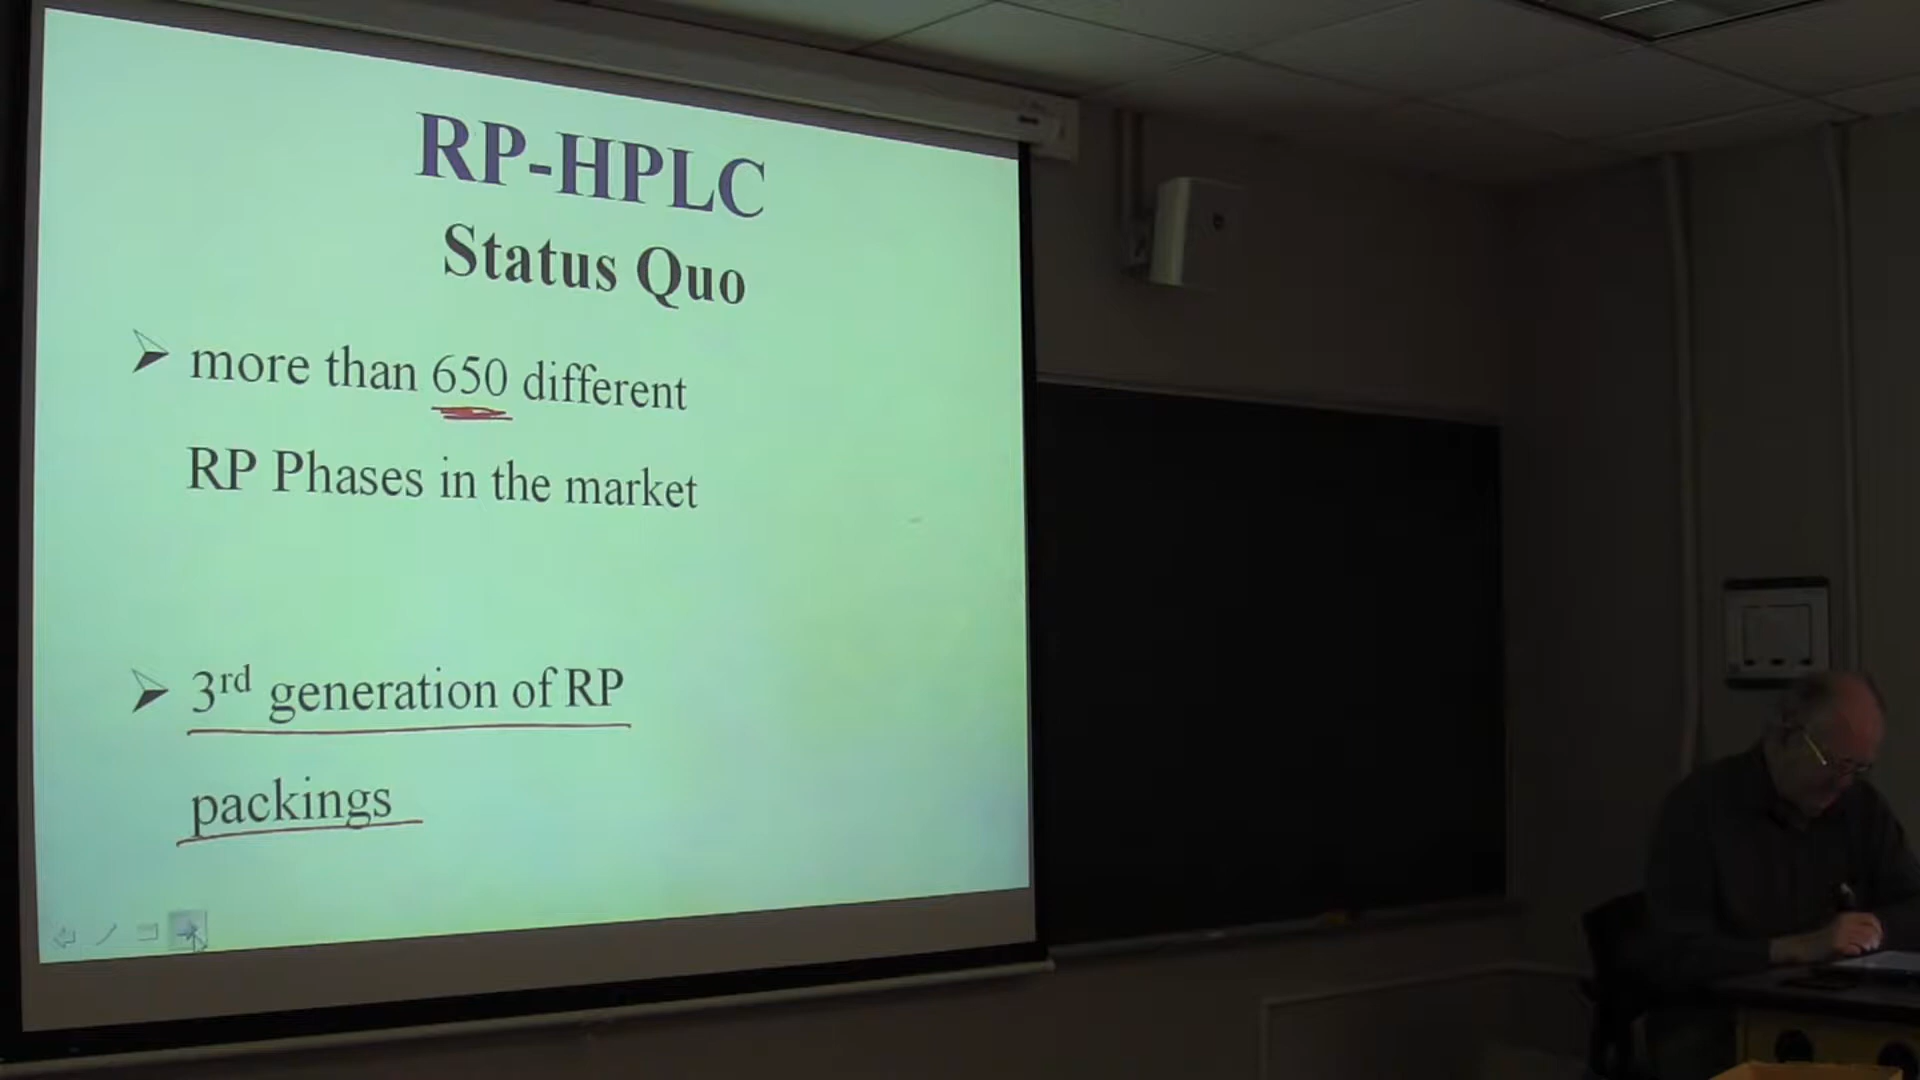 RP-HPLC
Status Quo
more than 650 different
RP Phases in the market
3rd generation of RP
packings